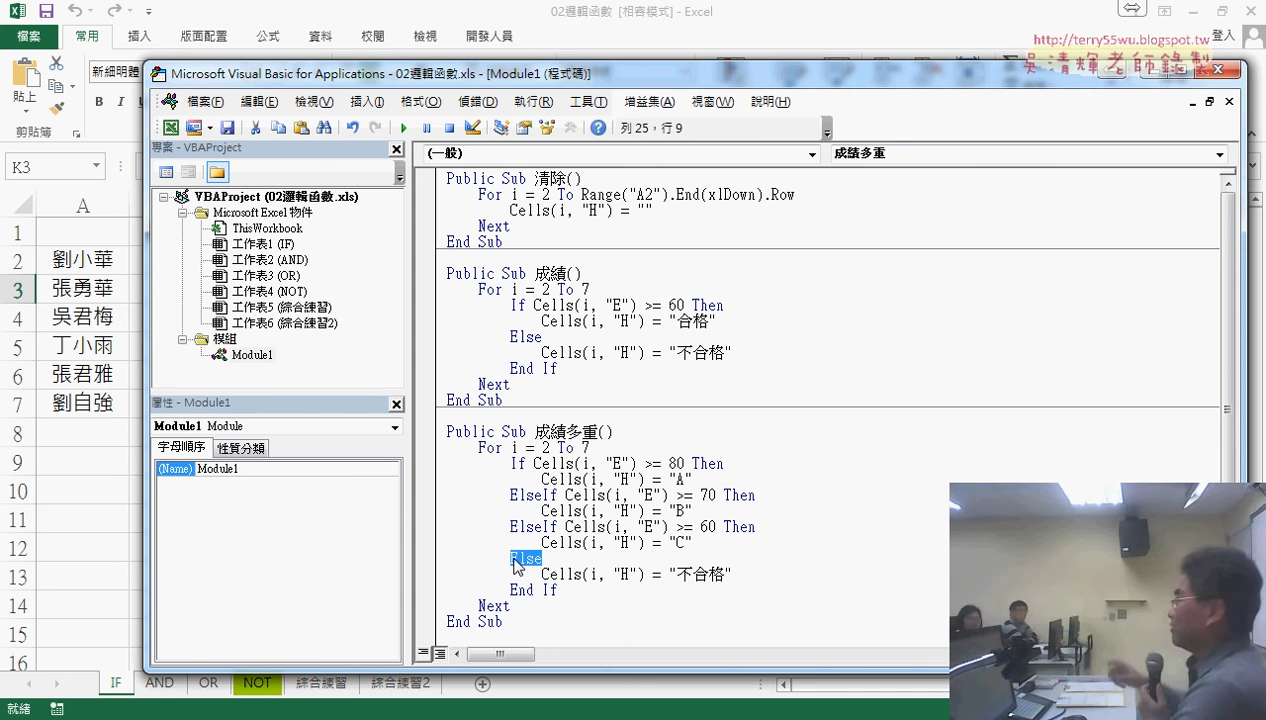 02邏輯函數 [相容模式] - Excel
檔案 常用 插入 版面配置 公式 資料 校閱 檢視 開發人員 登入
http://terry55wu.blogspot.tw
吳清輝老師錄製
貼上
新細明體
B I
剪貼簿
K3
A
1
2 劉小華
3 張勇華
4 吳君梅
5 丁小雨
6 張君雅
7 劉自強
8
9
10
11
12
13
14
15
16
Microsoft Visual Basic for Applications - 02邏輯函數.xls - [Module1 (程式碼)]
檔案(F) 編輯(E) 檢視(V) 插入(I) 格式(O) 偵錯(D) 執行(R) 工具(T) 增益集(A) 視窗(W) 說明(H)
列 25，行 9
專案 - VBAProject
VBAProject (02邏輯函數.xls)
Microsoft Excel 物件
ThisWorkbook
工作表1 (IF)
工作表2 (AND)
工作表3 (OR)
工作表4 (NOT)
工作表5 (綜合練習)
工作表6 (綜合練習2)
模組
Module1
屬性 - Module1
Module1 Module
字母順序 性質分類
(Name) Module1
(一般) 成績多重
Public Sub 清除()
For i = 2 To Range("A2").End(xlDown).Row
Cells(i, "H") = ""
Next
End Sub
Public Sub 成績()
For i = 2 To 7
If Cells(i, "E") >= 60 Then
Cells(i, "H") = "合格"
Else
Cells(i, "H") = "不合格"
End If
Next
End Sub
Public Sub 成績多重()
For i = 2 To 7
If Cells(i, "E") >= 80 Then
Cells(i, "H") = "A"
ElseIf Cells(i, "E") >= 70 Then
Cells(i, "H") = "B"
ElseIf Cells(i, "E") >= 60 Then
Cells(i, "H") = "C"
Else
Cells(i, "H") = "不合格"
End If
Next
End Sub
IF AND OR NOT 綜合練習 綜合練習2
就緒